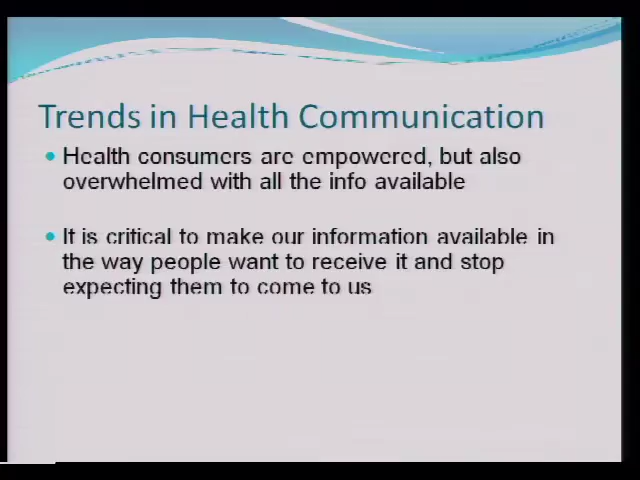 Trends in Health Communication
Health consumers are empowered, but also
overwhelmed with all the info available
It is critical to make our information available in
the way people want to receive it and stop
expecting them to come to us